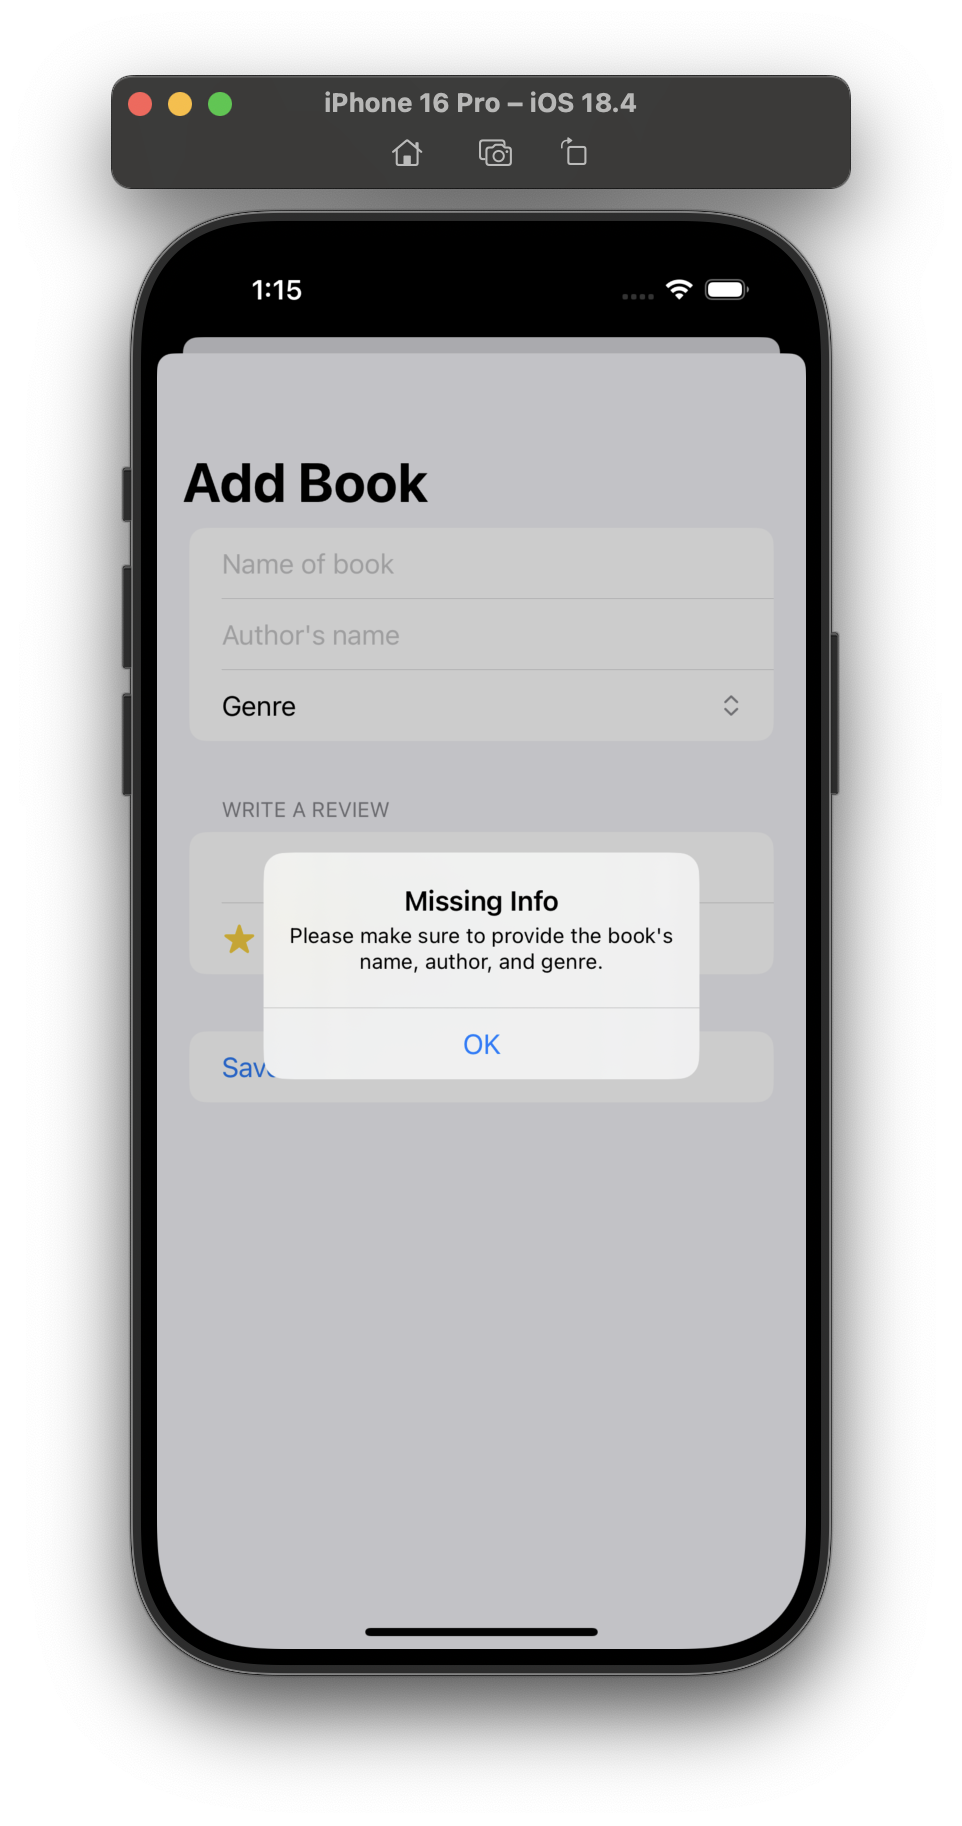 iPhone 16 Pro – iOS 18.4
1:15
Add Book
Name of book
Author's name
Genre
WRITE A REVIEW
Missing Info
Please make sure to provide the book's
name, author, and genre.
OK
Save